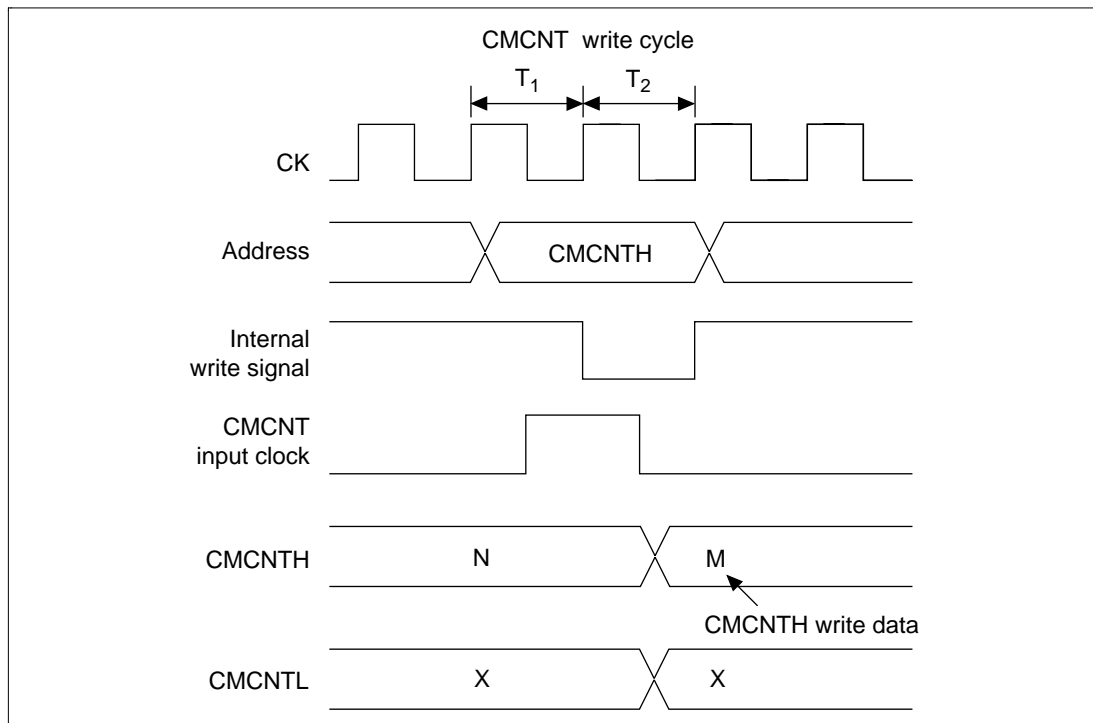 CMCNT write cycle
T1 T2
CK
Address CMCNTH
Internal
write signal
CMCNT
input clock
CMCNTH N M
CMCNTH write data
CMCNTL X X